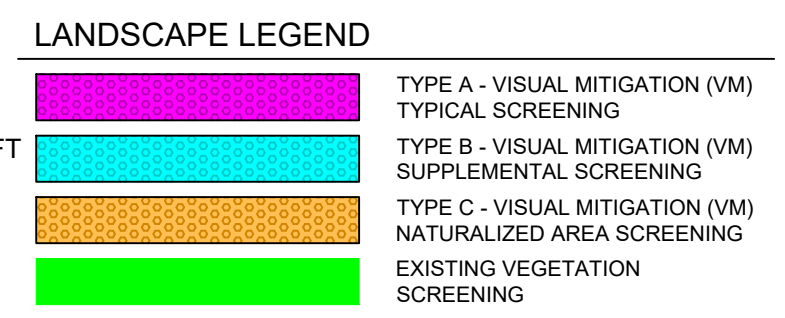 LANDSCAPE LEGEND
TYPE A - VISUAL MITIGATION (VM)
TYPICAL SCREENING
FT
TYPE B - VISUAL MITIGATION (VM)
SUPPLEMENTAL SCREENING
TYPE C - VISUAL MITIGATION (VM)
NATURALIZED AREA SCREENING
EXISTING VEGETATION
SCREENING